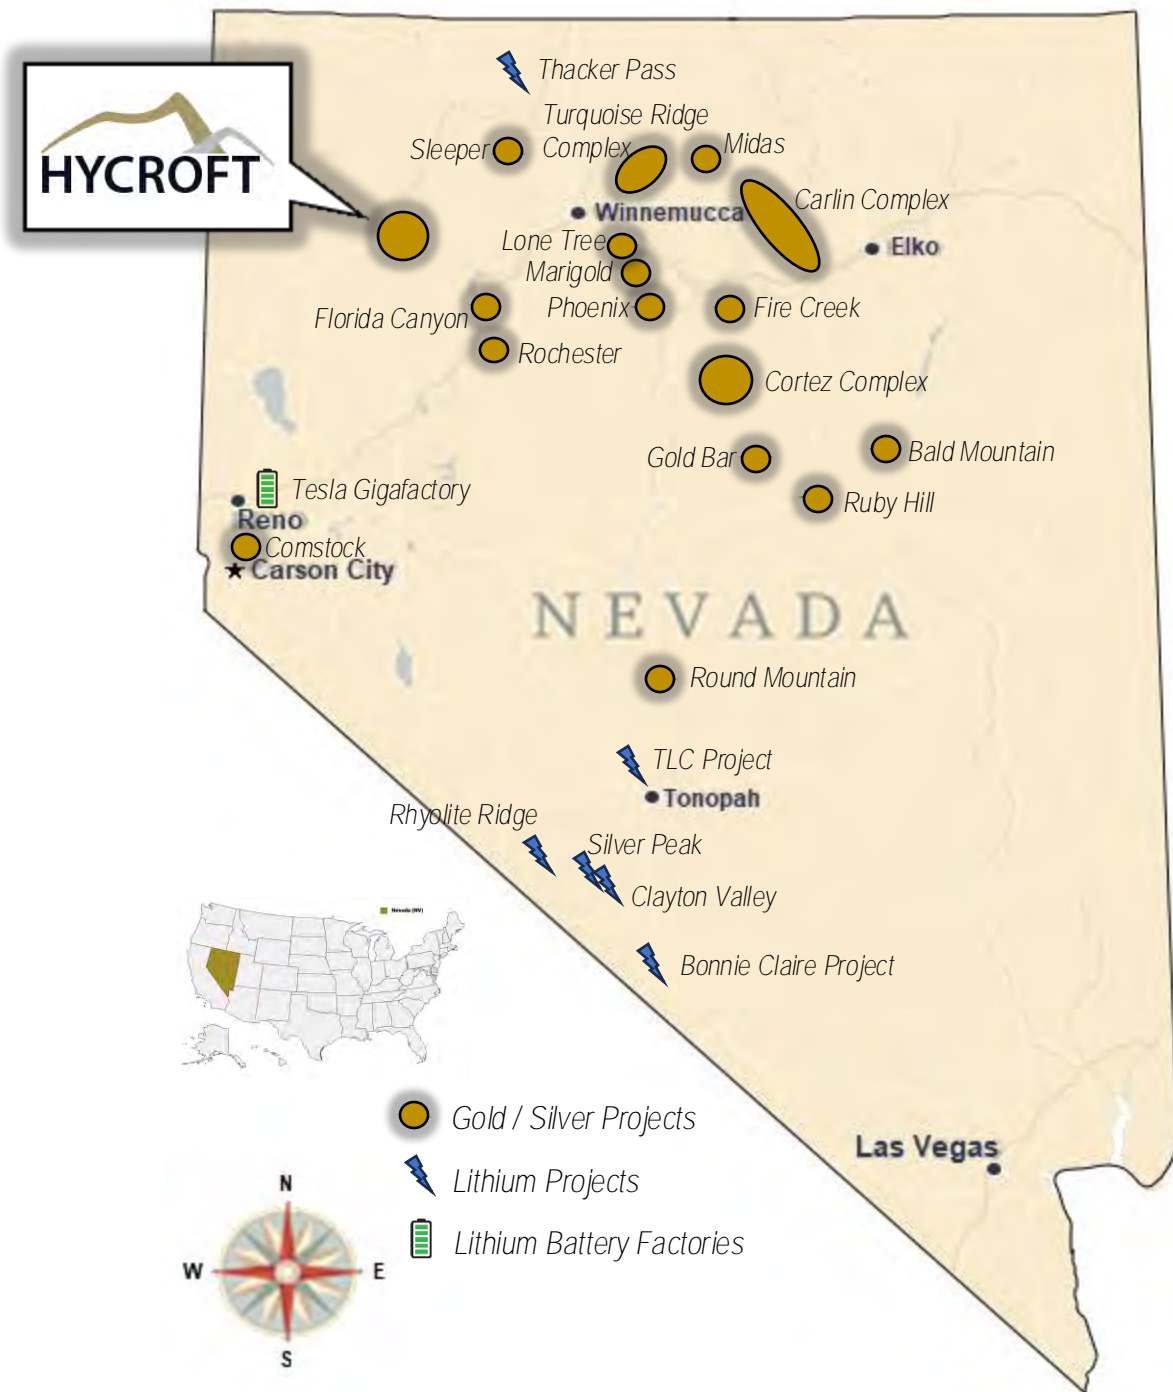 Thacker Pass
Turquoise Ridge
Complex
Sleeper
Midas
HYCROFT
Carlin Complex
Winnemucca
Lone Tree
Elko
Marigold
Florida Canyon
Phoenix
Fire Creek
Rochester
Cortez Complex
Gold Bar
Bald Mountain
Tesla Gigafactory
Ruby Hill
Reno
Comstock
Carson City
NEVADA
Round Mountain
TLC Project
Tonopah
Rhyolite Ridge
Silver Peak
Clayton Valley
Nevada (NV)
Bonnie Claire Project
Gold / Silver Projects
Las Vegas
Lithium Projects
Lithium Battery Factories
N
W E
S